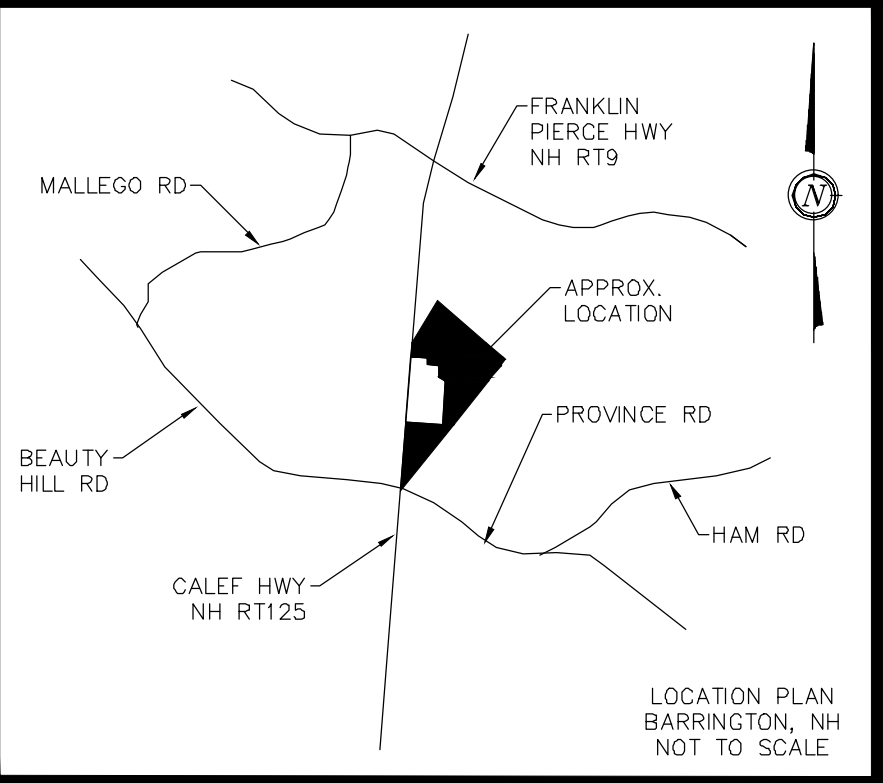 FRANKLIN
PIERCE HWY
NH RT9
MALLEGO RD
N
APPROX.
LOCATION
PROVINCE RD
BEAUTY
HILL RD
HAM RD
CALEF HWY
NH RT125
LOCATION PLAN
BARRINGTON, NH
NOT TO SCALE